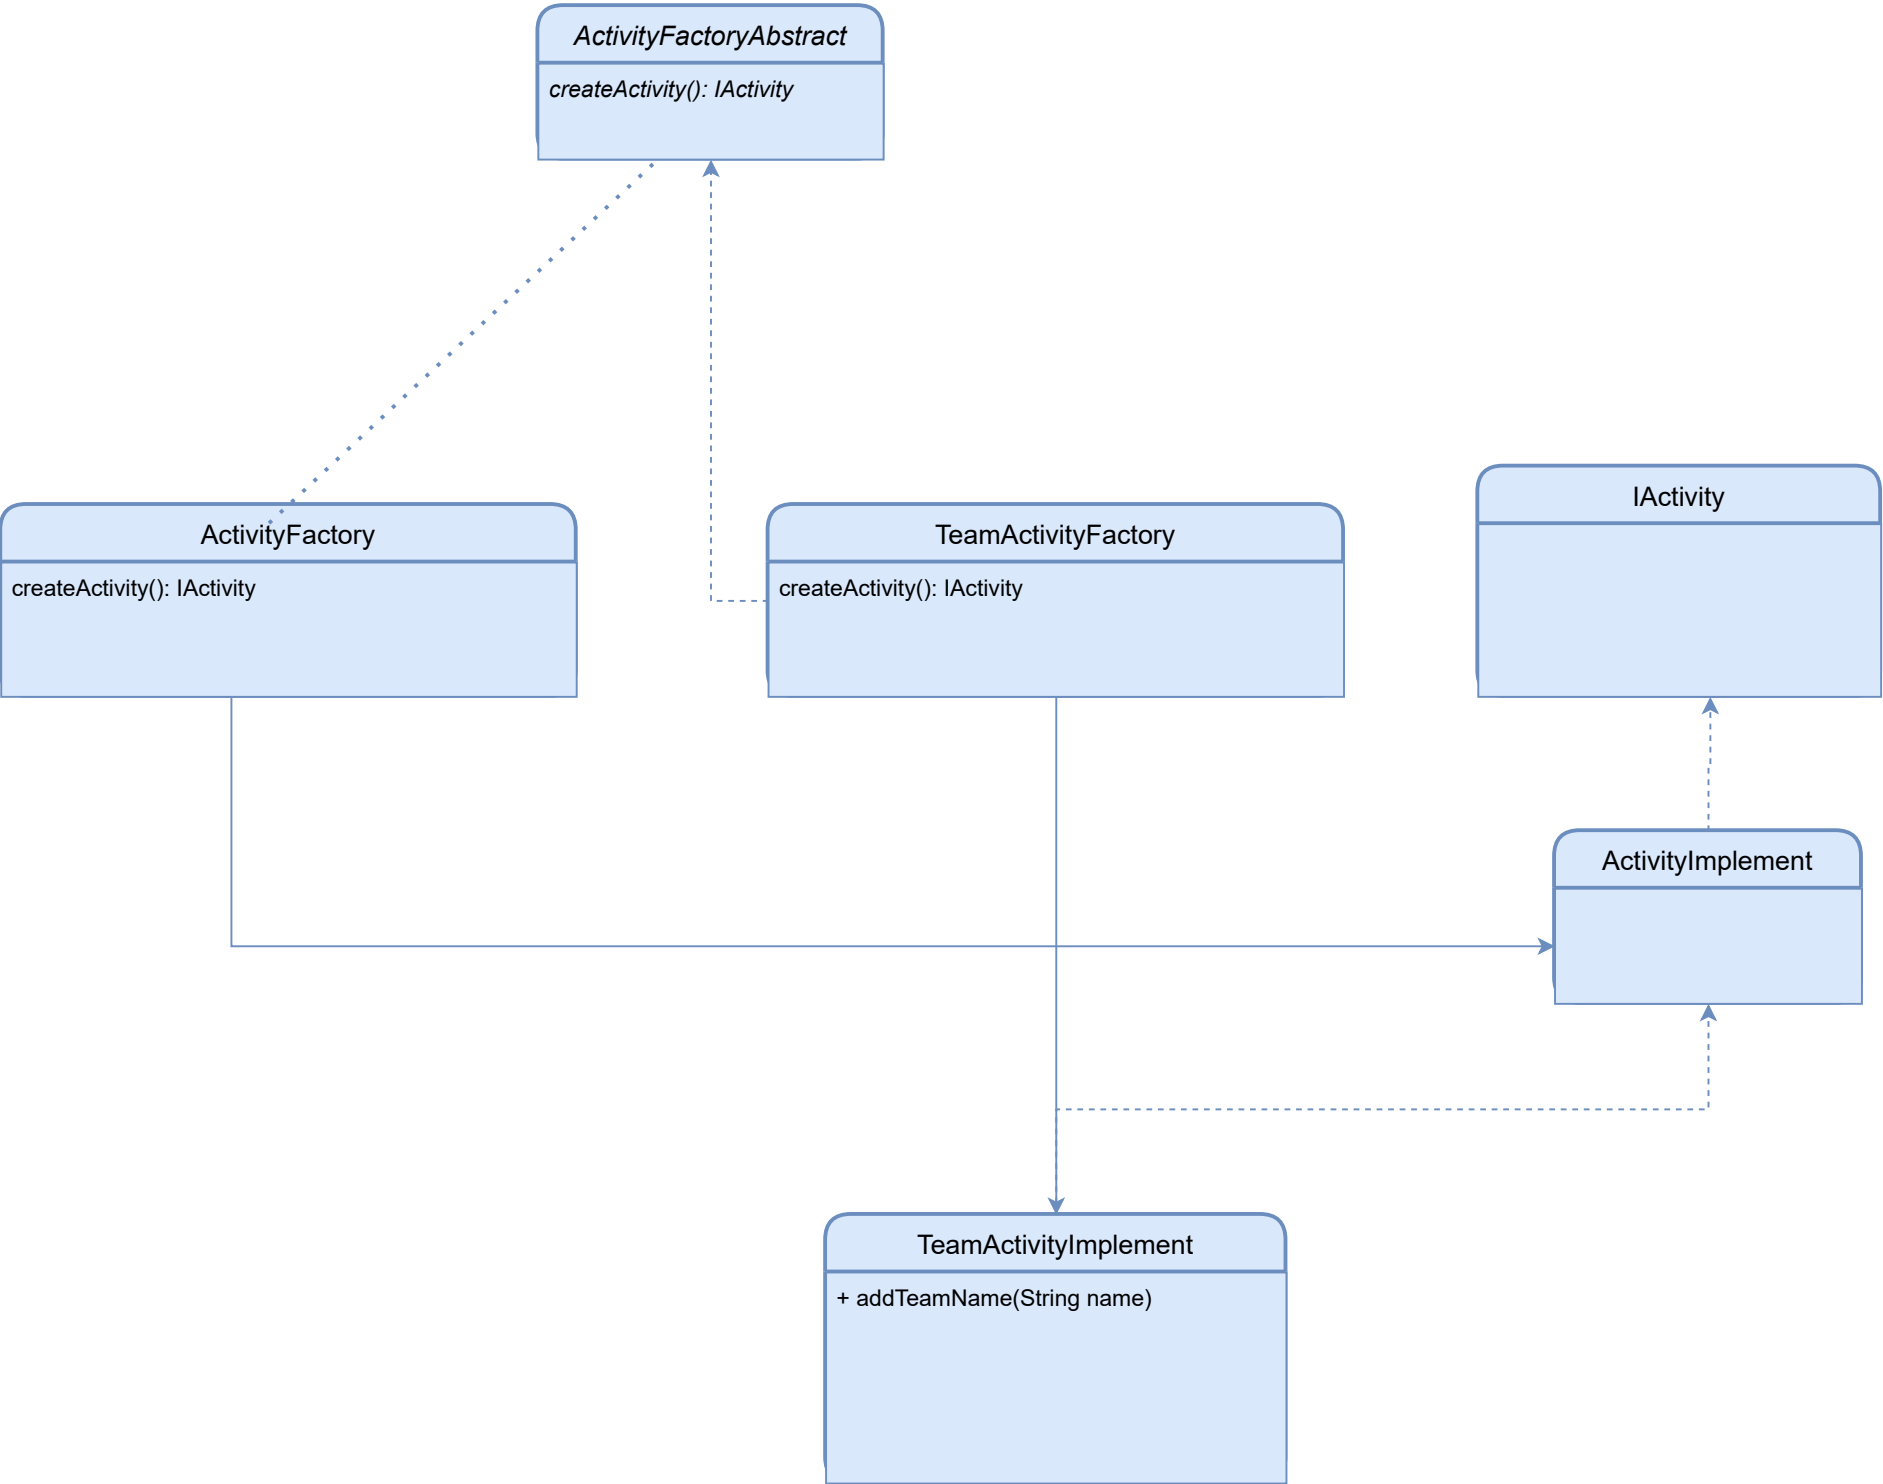 ActivityFactoryAbstract
createActivity(): IActivity
ActivityFactory
createActivity(): IActivity
TeamActivityFactory
createActivity(): IActivity
IActivity
ActivityImplement
TeamActivityImplement
+ addTeamName(String name)